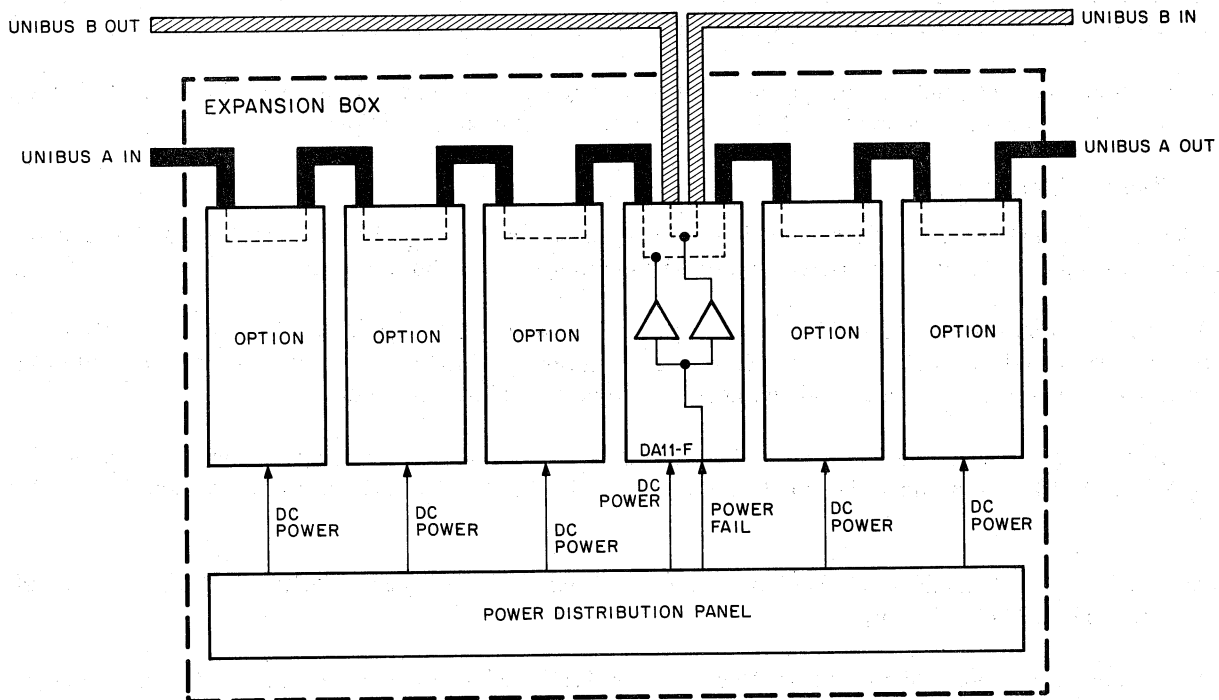 UNIBUS B OUT
UNIBUS B IN
EXPANSION BOX
UNIBUS A IN
UNIBUS A OUT
OPTION
OPTION
OPTION
OPTION
OPTION
DA11-F
DC
POWER
DC
POWER
DC
POWER
DC
POWER
POWER
FAIL
DC
POWER
DC
POWER
POWER DISTRIBUTION PANEL